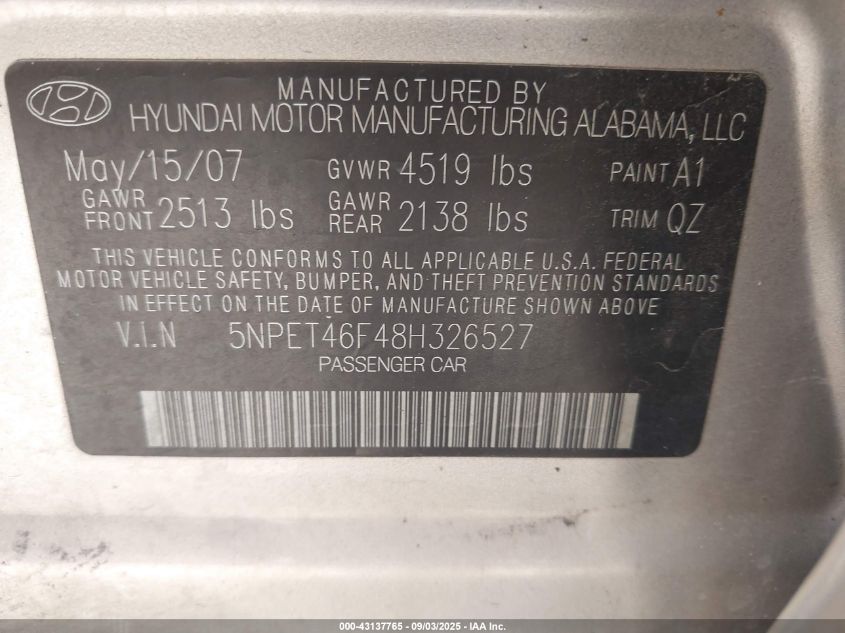 MANUFACTURED BY
HYUNDAI MOTOR MANUFACTURING ALABAMA, LLC
May/15/07 GVWR 4519 lbs PAINT A1
GAWR FRONT 2513 lbs GAWR REAR 2138 lbs TRIM QZ
THIS VEHICLE CONFORMS TO ALL APPLICABLE U.S.A. FEDERAL
MOTOR VEHICLE SAFETY, BUMPER, AND THEFT PREVENTION STANDARDS
IN EFFECT ON THE DATE OF MANUFACTURE SHOWN ABOVE
V.I.N 5NPET46F48H326527
PASSENGER CAR
000-43137765 - 09/03/2025 - IAA Inc.